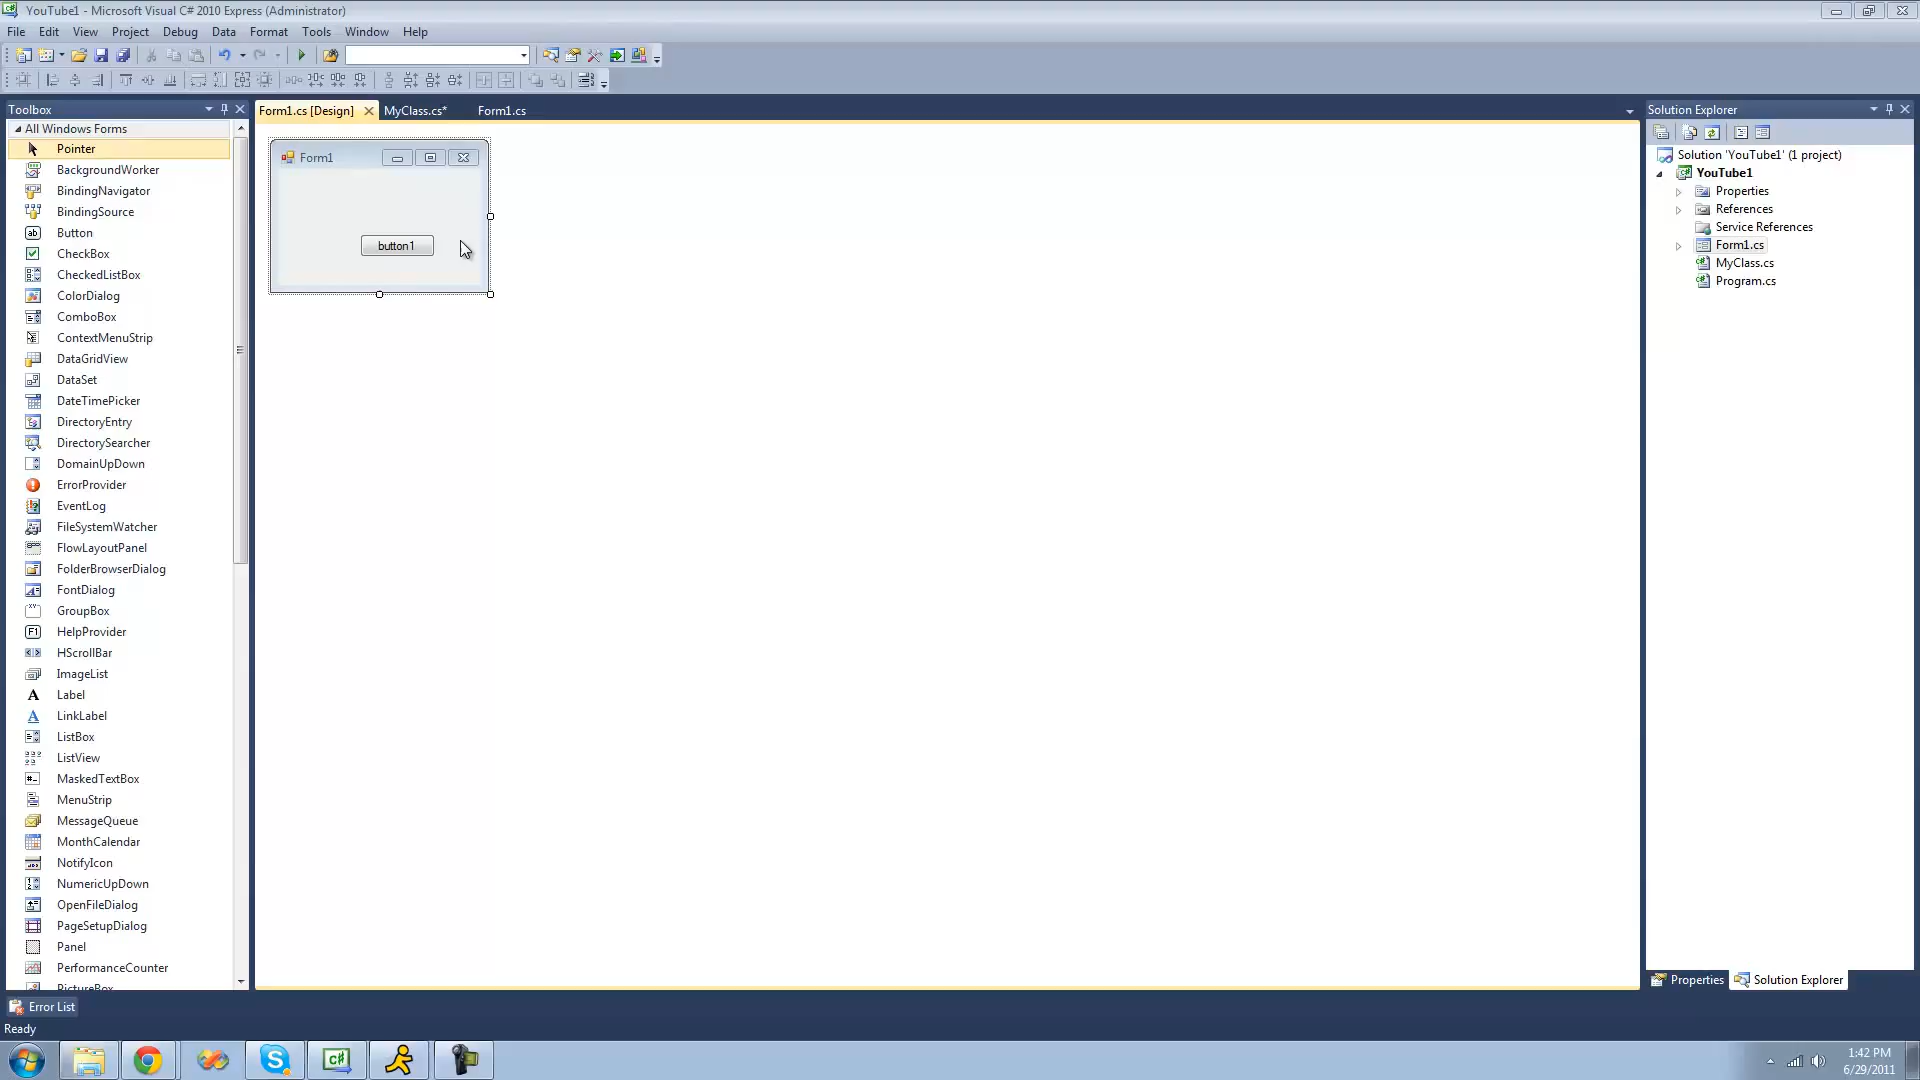 YouTube1 - Microsoft Visual C# 2010 Express (Administrator)
File Edit View Project Debug Data Format Tools Window Help
Toolbox
All Windows Forms
Pointer
BackgroundWorker
BindingNavigator
BindingSource
Button
CheckBox
CheckedListBox
ColorDialog
ComboBox
ContextMenuStrip
DataGridView
DataSet
DateTimePicker
DirectoryEntry
DirectorySearcher
DomainUpDown
ErrorProvider
EventLog
FileSystemWatcher
FlowLayoutPanel
FolderBrowserDialog
FontDialog
GroupBox
HelpProvider
HScrollBar
ImageList
Label
LinkLabel
ListBox
ListView
MaskedTextBox
MenuStrip
MessageQueue
MonthCalendar
NotifyIcon
NumericUpDown
OpenFileDialog
PageSetupDialog
Panel
PerformanceCounter
PictureBox
Form1.cs [Design] MyClass.cs* Form1.cs
Form1
button1
Solution Explorer
Solution 'YouTube1' (1 project)
YouTube1
Properties
References
Service References
Form1.cs
MyClass.cs
Program.cs
Properties Solution Explorer
Error List
Ready
1:42 PM
6/29/2011